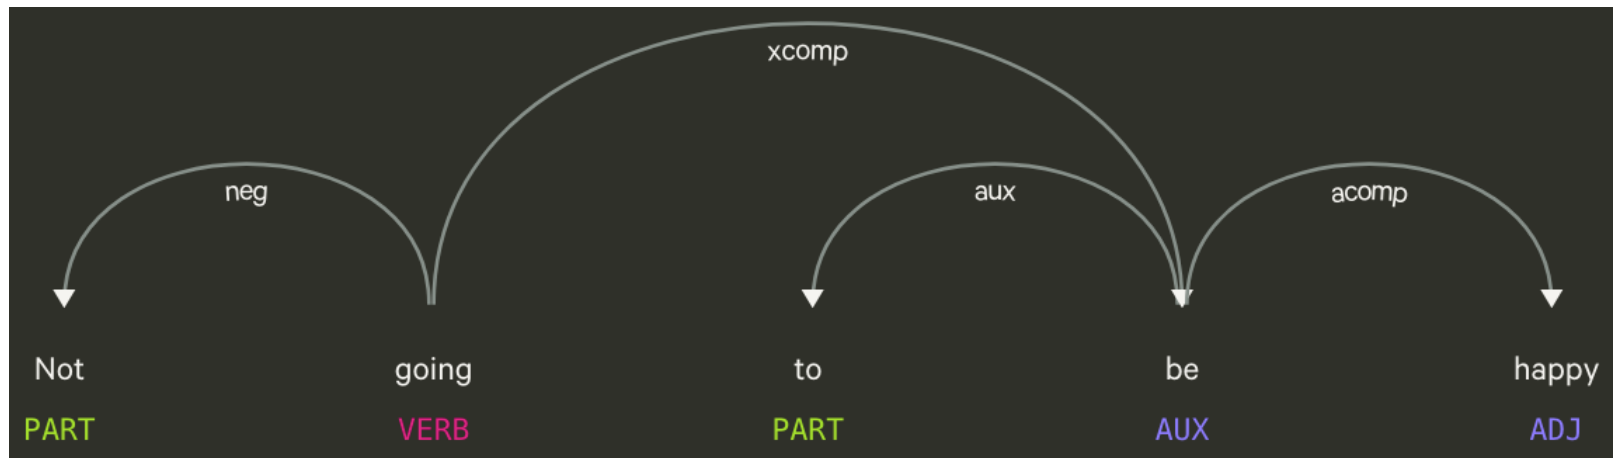 xcomp
neg aux acomp
Not going to be happy
PART VERB PART AUX ADJ